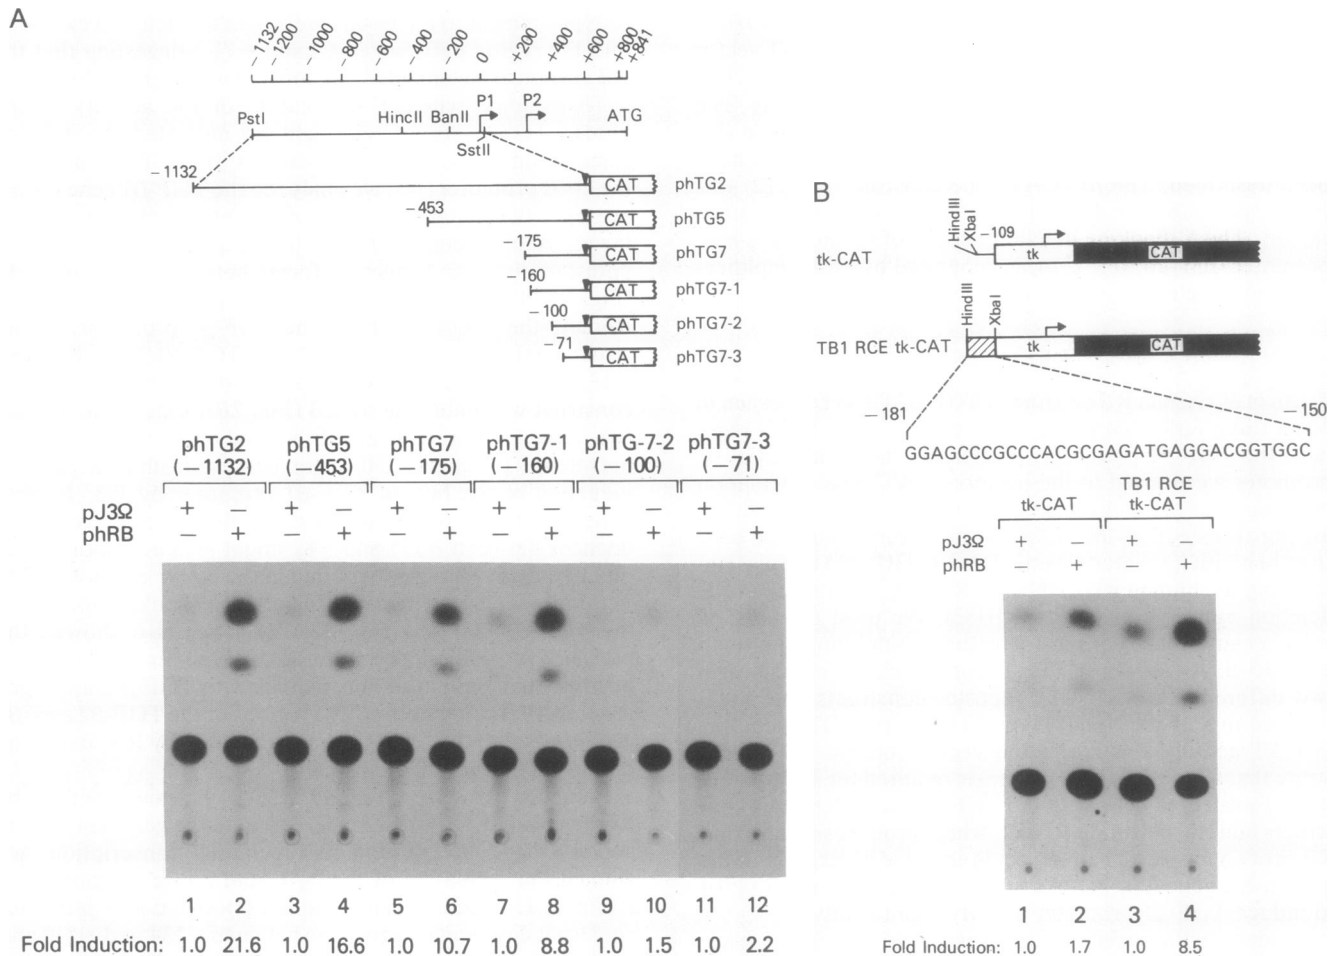 A
-1132 -1200 -1000 -800 -600 -400 -200 0 +200 +400 +600 +800 +841
PstI HincII BanII P1 P2 ATG
SstII
-1132 CAT phTG2
-453 CAT phTG5
-175 CAT phTG7
-160 CAT phTG7-1
-100 CAT phTG7-2
-71 CAT phTG7-3
phTG2 phTG5 phTG7 phTG7-1 phTG-7-2 phTG7-3
(-1132) (-453) (-175) (-160) (-100) (-71)
pJ3Ω + − + − + − + − + − + −
phRB − + − + − + − + − + − +
1 2 3 4 5 6 7 8 9 10 11 12
Fold Induction: 1.0 21.6 1.0 16.6 1.0 10.7 1.0 8.8 1.0 1.5 1.0 2.2
B
HindIII XbaI -109
tk-CAT tk CAT
HindIII XbaI
TB1 RCE tk-CAT tk CAT
-181 -150
GGAGCCCGCCCACGCGAGATGAGGACGGTGGC
TB1 RCE
tk-CAT tk-CAT
pJ3Ω + − + −
phRB − + − +
1 2 3 4
Fold Induction: 1.0 1.7 1.0 8.5